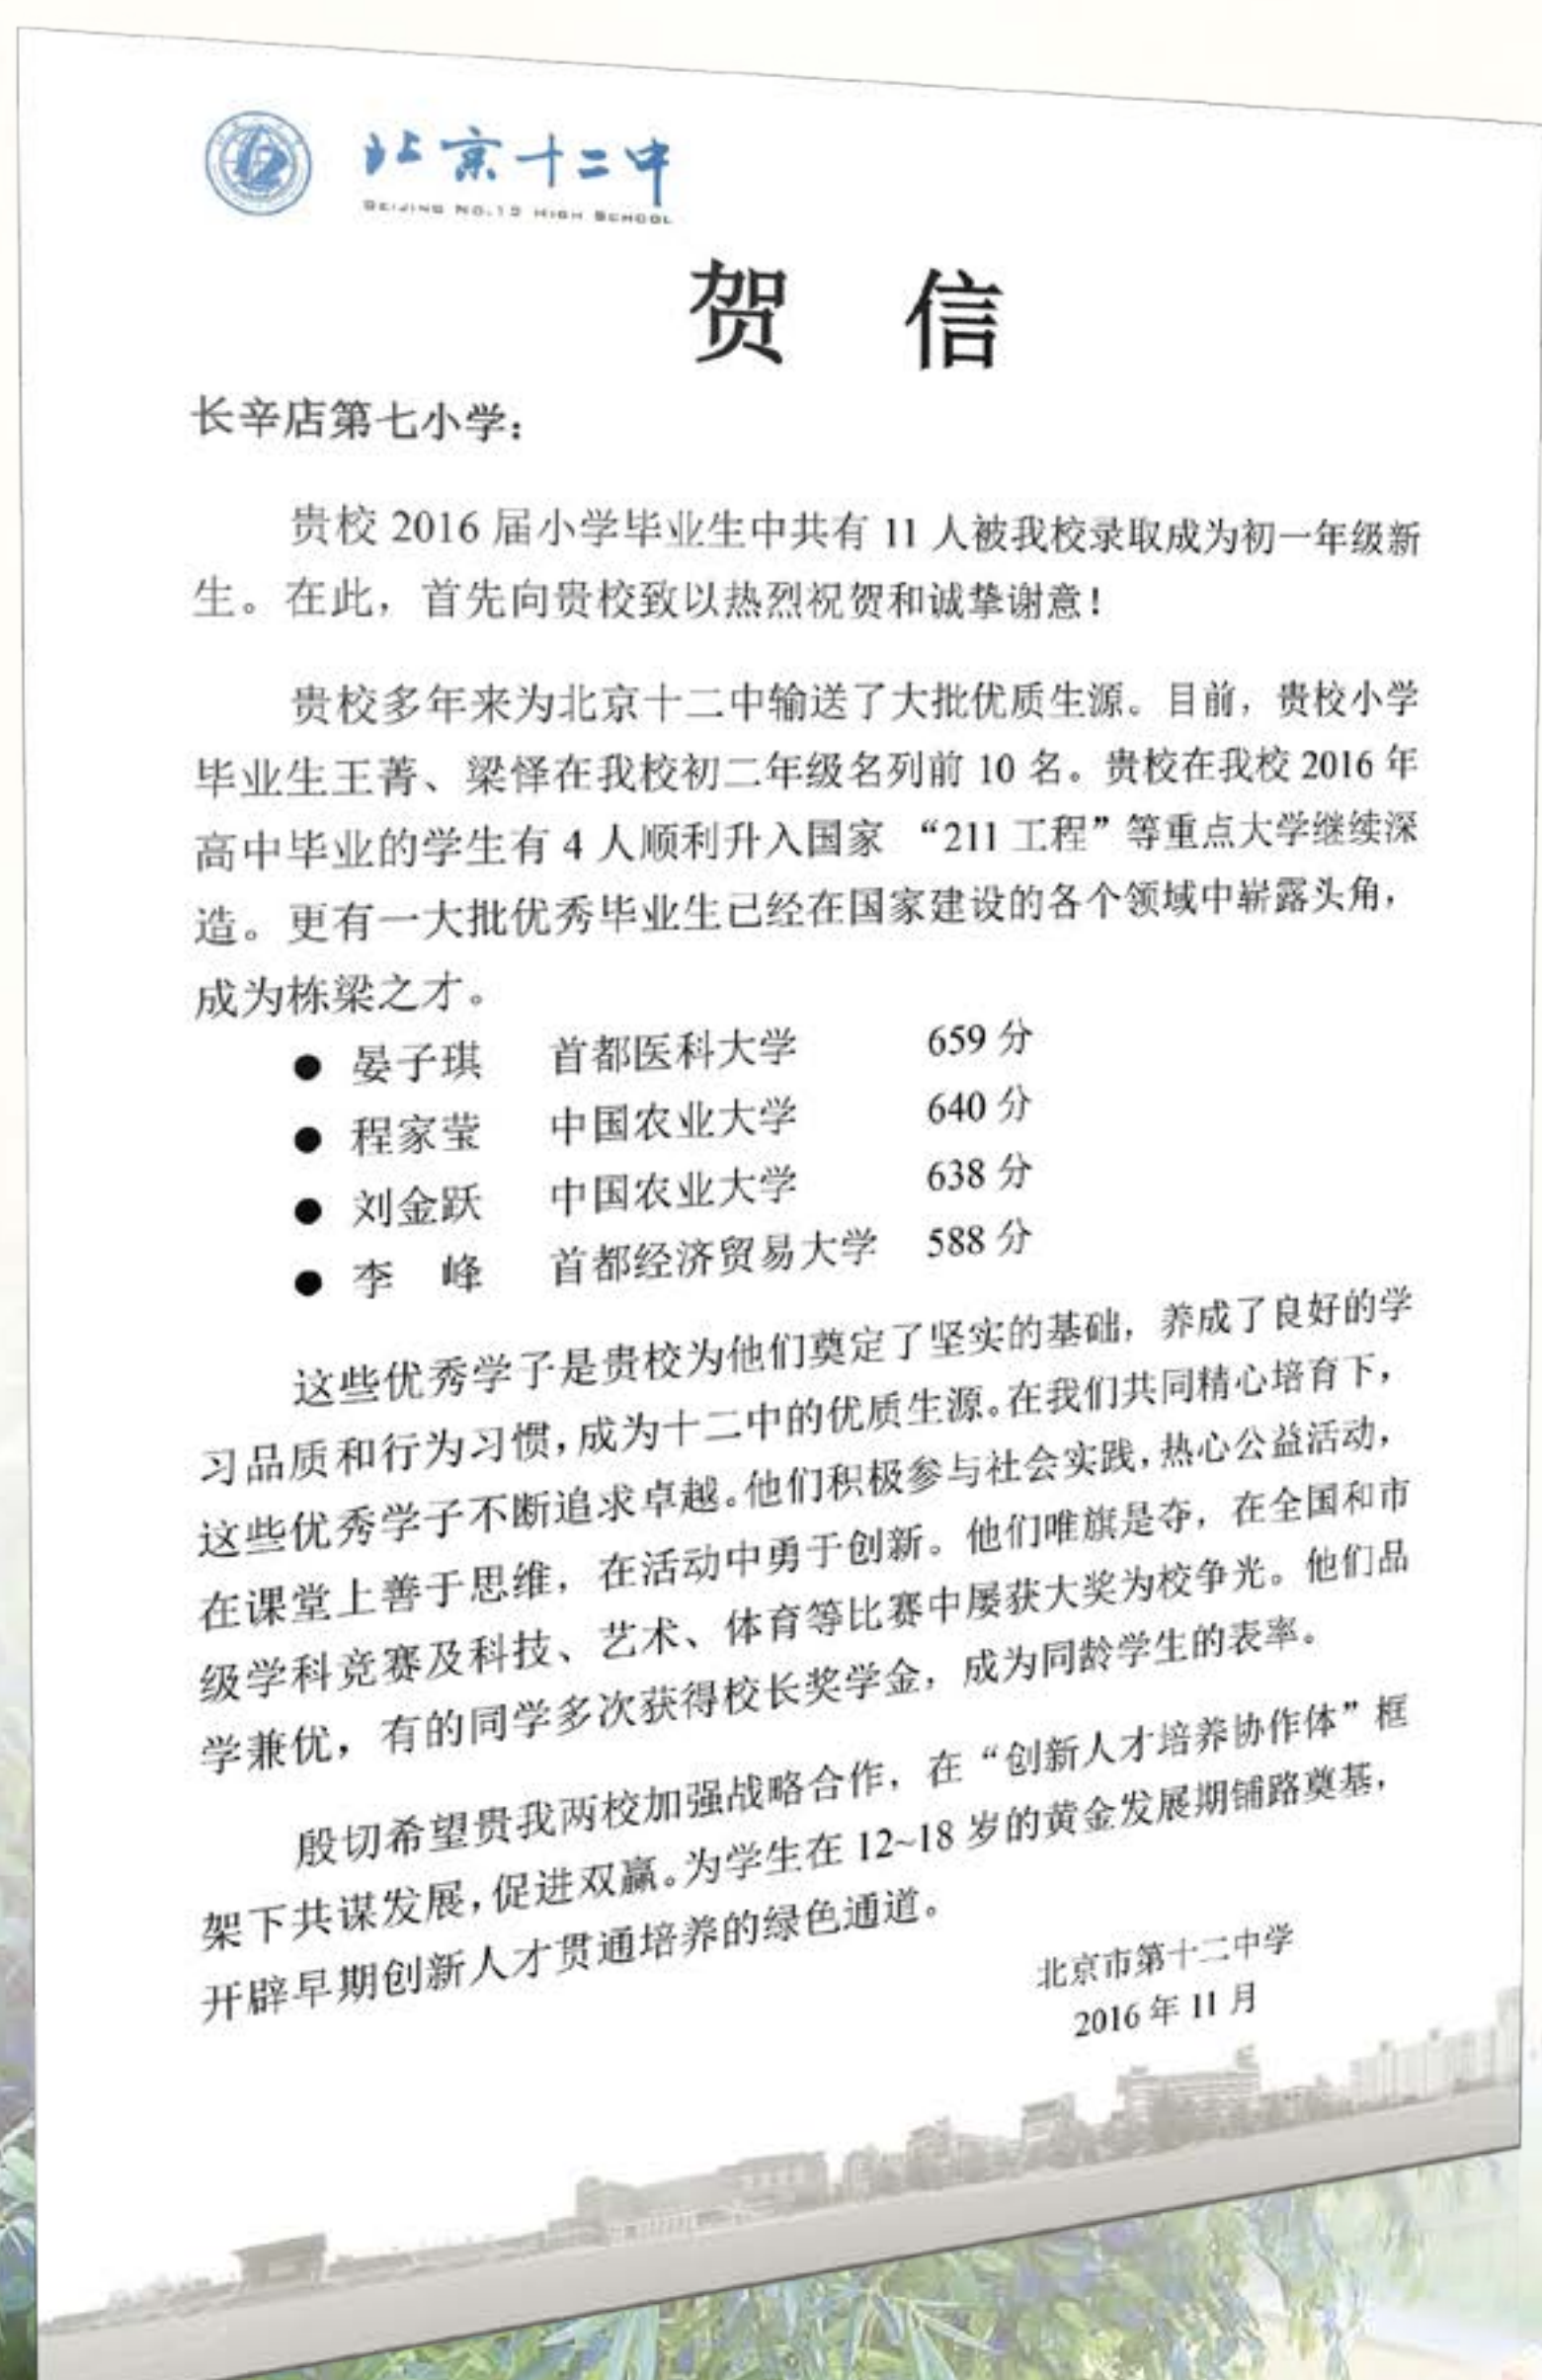 北京十二中
BEIJING NO.12 HIGH SCHOOL
贺 信
长辛店第七小学：
贵校 2016 届小学毕业生中共有 11 人被我校录取成为初一年级新
生。在此，首先向贵校致以热烈祝贺和诚挚谢意！
贵校多年来为北京十二中输送了大批优质生源。目前，贵校小学
毕业生王菁、梁怿在我校初二年级名列前 10 名。贵校在我校 2016 年
高中毕业的学生有 4 人顺利升入国家 “211 工程”等重点大学继续深
造。更有一大批优秀毕业生已经在国家建设的各个领域中崭露头角，
成为栋梁之才。
● 晏子琪 首都医科大学 659 分
● 程家莹 中国农业大学 640 分
● 刘金跃 中国农业大学 638 分
● 李 峰 首都经济贸易大学 588 分
这些优秀学子是贵校为他们奠定了坚实的基础，养成了良好的学
习品质和行为习惯，成为十二中的优质生源。在我们共同精心培育下，
这些优秀学子不断追求卓越。他们积极参与社会实践，热心公益活动，
在课堂上善于思维，在活动中勇于创新。他们唯旗是夺，在全国和市
级学科竞赛及科技、艺术、体育等比赛中屡获大奖为校争光。他们品
学兼优，有的同学多次获得校长奖学金，成为同龄学生的表率。
殷切希望贵我两校加强战略合作，在“创新人才培养协作体”框
架下共谋发展，促进双赢。为学生在 12~18 岁的黄金发展期铺路奠基，
开辟早期创新人才贯通培养的绿色通道。
北京市第十二中学
2016 年 11 月